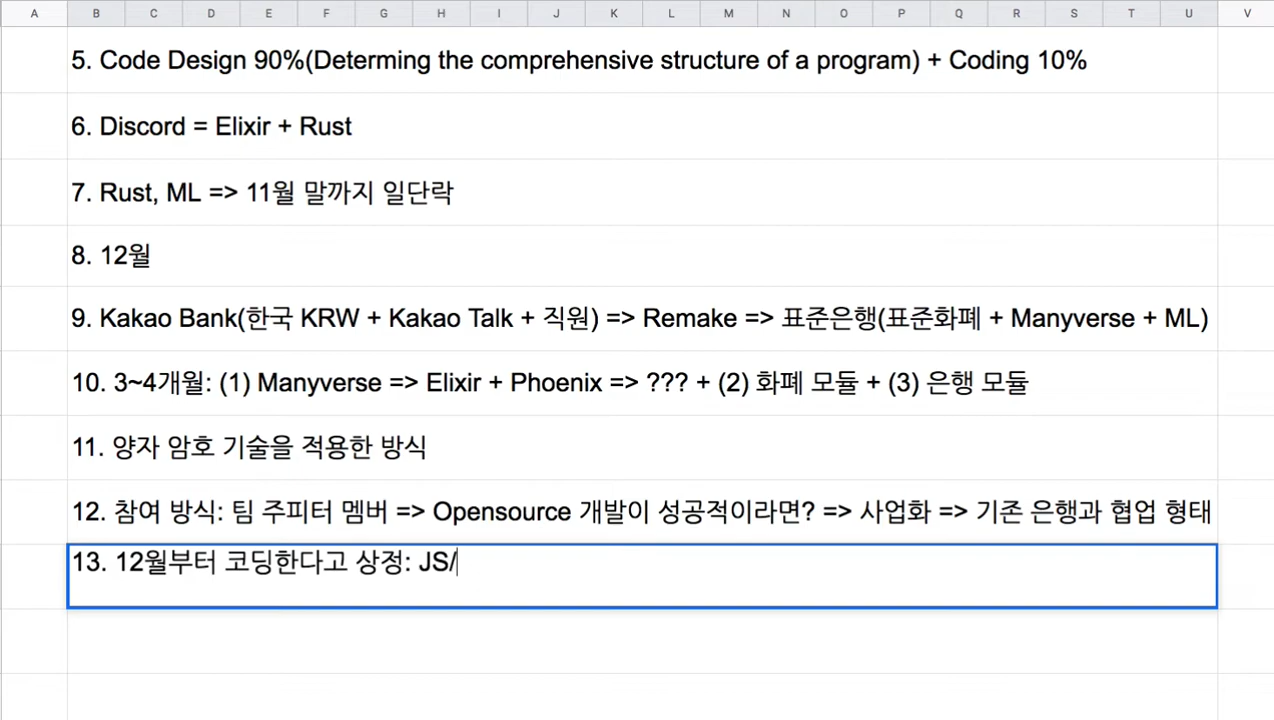 A B C D E F G H I J K L M N O P Q R S T U V
5. Code Design 90%(Determing the comprehensive structure of a program) + Coding 10%
6. Discord = Elixir + Rust
7. Rust, ML => 11월 말까지 일단락
8. 12월
9. Kakao Bank(한국 KRW + Kakao Talk + 직원) => Remake => 표준은행(표준화폐 + Manyverse + ML)
10. 3~4개월: (1) Manyverse => Elixir + Phoenix => ??? + (2) 화폐 모듈 + (3) 은행 모듈
11. 양자 암호 기술을 적용한 방식
12. 참여 방식: 팀 주피터 멤버 => Opensource 개발이 성공적이라면? => 사업화 => 기존 은행과 협업 형태
13. 12월부터 코딩한다고 상정: JS/